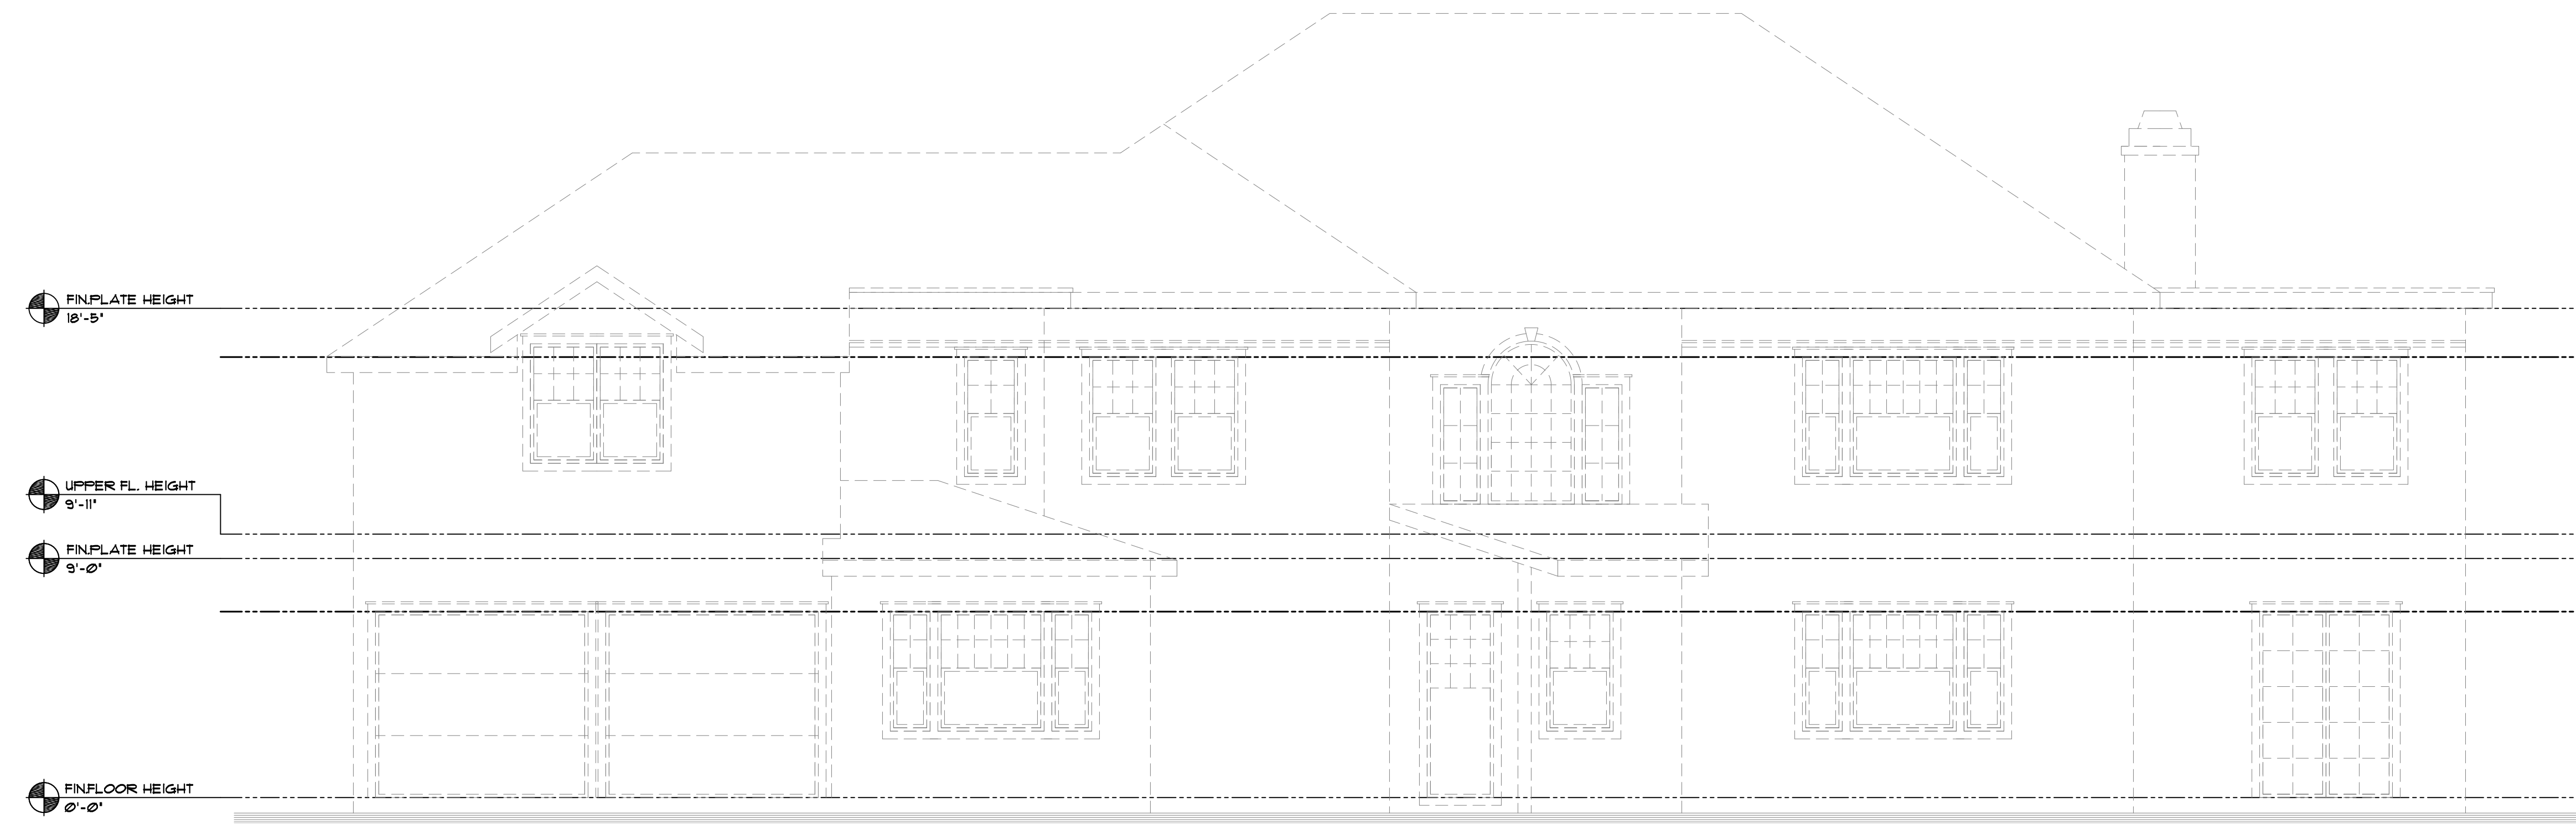 FIN.PLATE HEIGHT
18'-5"
UPPER FL. HEIGHT
9'-11"
FIN.PLATE HEIGHT
9'-0"
FIN.FLOOR HEIGHT
0'-0"